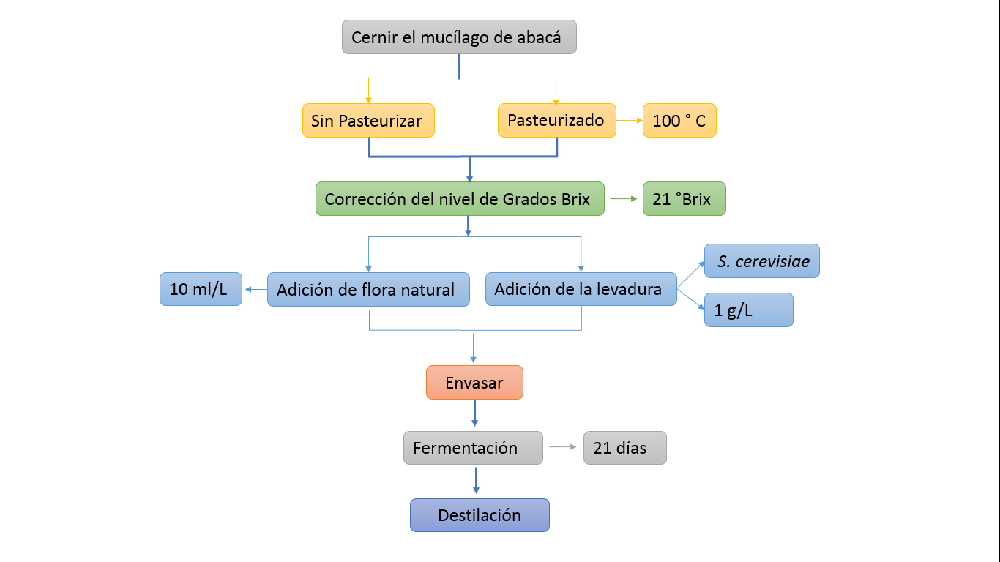 Cernir el mucílago de abacá
Sin Pasteurizar
Pasteurizado
100 ° C
Corrección del nivel de Grados Brix
21 °Brix
S. cerevisiae
10 ml/L
Adición de flora natural
Adición de la levadura
1 g/L
Envasar
Fermentación
21 días
Destilación